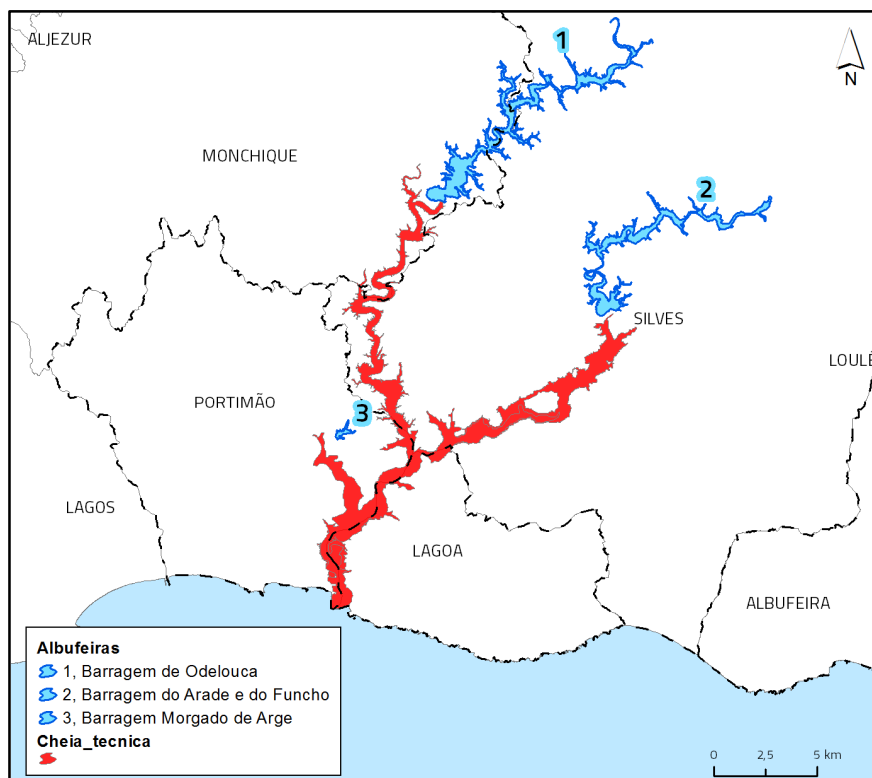 ALJEZUR
1
N
MONCHIQUE
2
SILVES
LOULÉ
PORTIMÃO
3
LAGOS
LAGOA
ALBUFEIRA
Albufeiras
1, Barragem de Odelouca
2, Barragem do Arade e do Funcho
3, Barragem Morgado de Arge
Cheia_tecnica
0 2,5 5 km